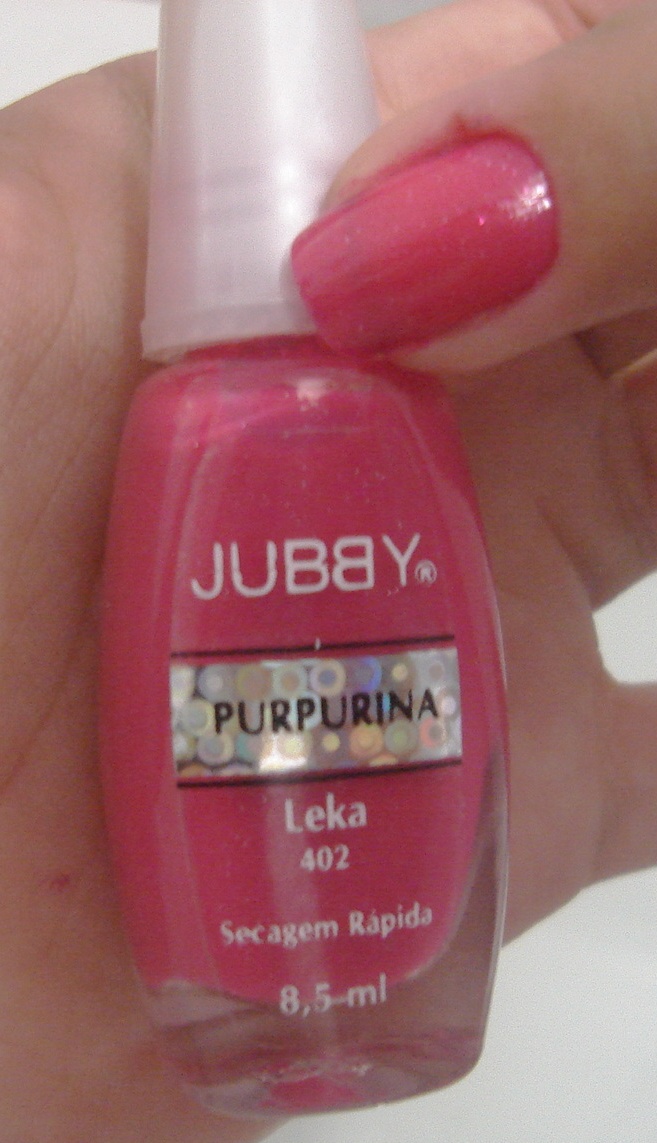 JUBBY®
PURPURINA
Leka
402
Secagem Rápida
8,5 ml